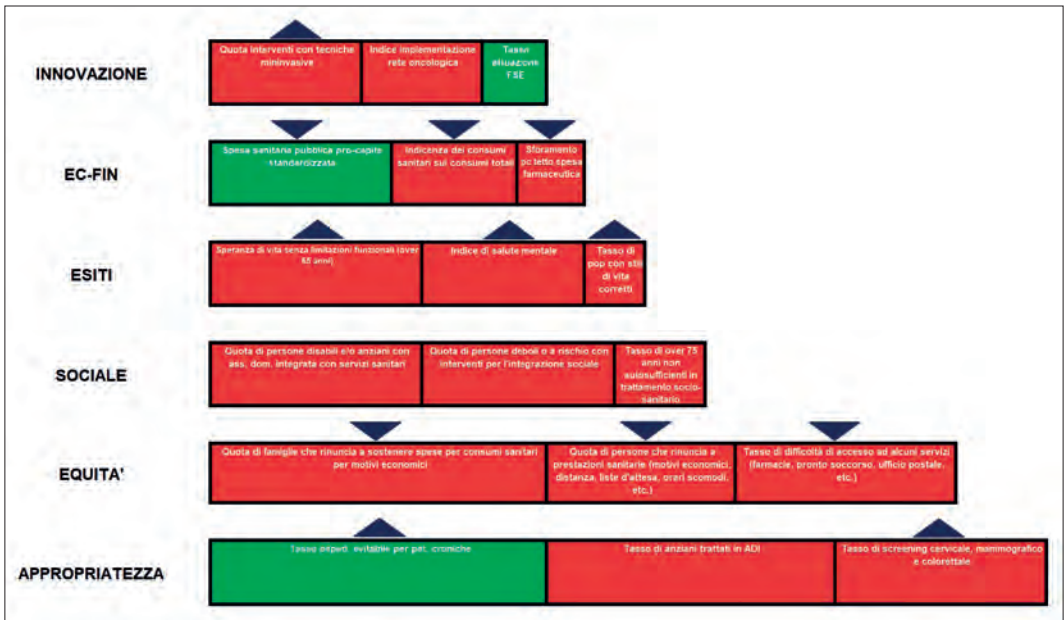 INNOVAZIONE
Quota interventi con tecniche
mininvasive
Indice implementazione
rete oncologica
Tasso
attuazione
FSE
EC-FIN
Spesa sanitaria pubblica pro-capite
standardizzata
Indicenza dei consumi
sanitari sui consumi totali
Sforamento
pc tetto spesa
farmaceutica
ESITI
Speranza di vita senza limitazioni funzionali (over
65 anni)
Indice di salute mentale
Tasso di
pop con stili
di vita
corretti
SOCIALE
Quota di persone disabili e/o anziani con
ass. dom. integrata con servizi sanitari
Quota di persone deboli o a rischio con
interventi per l'integrazione sociale
Tasso di over 75
anni non
autosufficienti in
trattamento socio-
sanitario
EQUITA'
Quota di famiglie che rinuncia a sostenere spese per consumi sanitari
per motivi economici
Quota di persone che rinuncia a
prestazioni sanitarie (motivi economici,
distanza, liste d'attesa, orari scomodi,
etc.)
Tasso di difficoltà di accesso ad alcuni servizi
(farmacie, pronto soccorso, ufficio postale,
etc.)
APPROPRIATEZZA
Tasso osped. evitabile per pat. croniche
Tasso di anziani trattati in ADI
Tasso di screening cervicale, mammografico
e colorettale